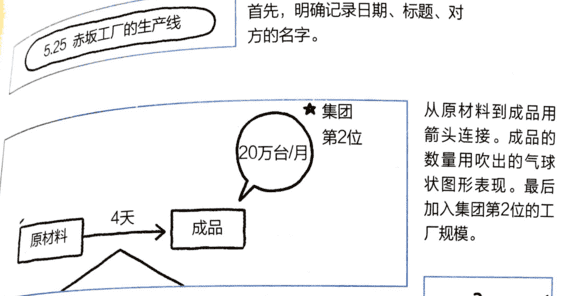 5.25 赤坂工厂的生产线
首先，明确记录日期、标题、对
方的名字。
★ 集团
第2位
20万台/月
4天
原材料
成品
从原材料到成品用
箭头连接。成品的
数量用吹出的气球
状图形表现。最后
加入集团第2位的工
厂规模。